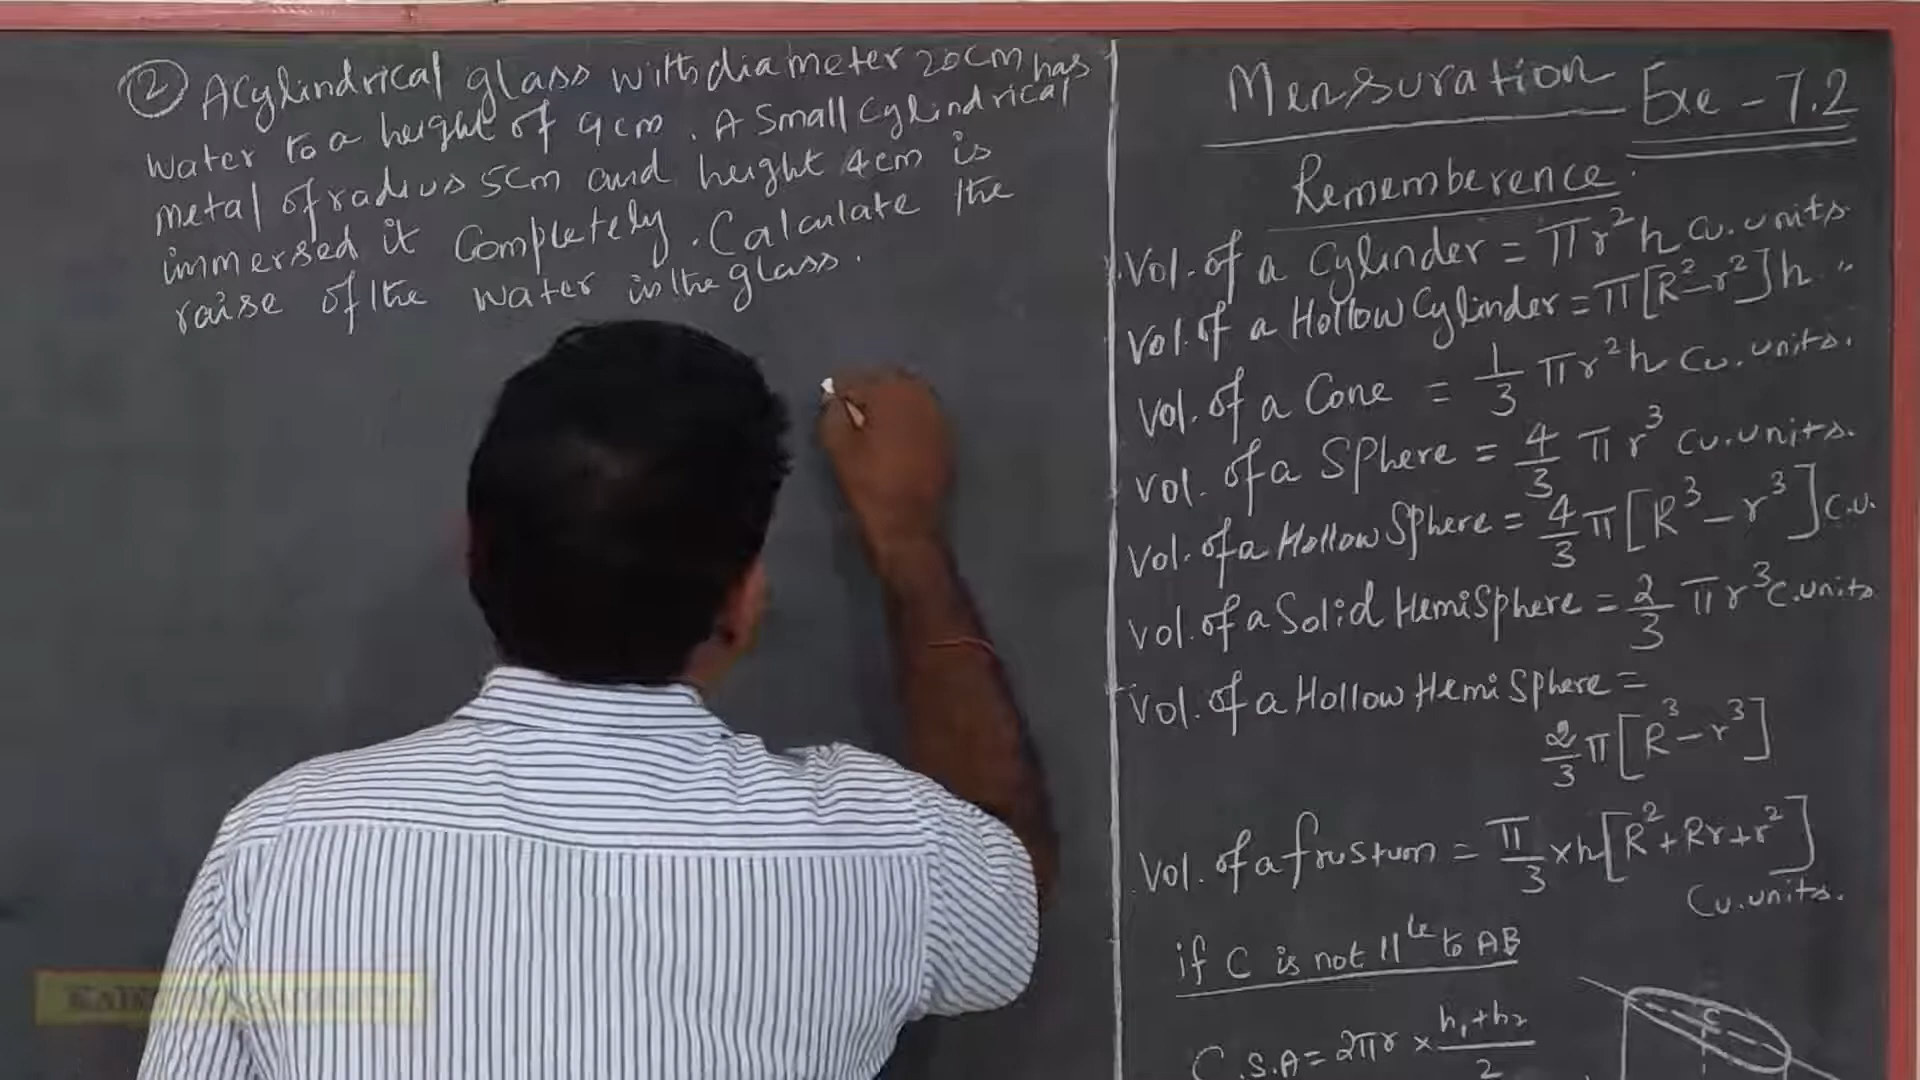 ② A Cylindrical glass with diameter 20cm has
water to a height of 9cm. A Small Cylindrical
metal of radius 5cm and height 4cm is
immersed it Completely. Calculate the
raise of the water in the glass.
Mensuration Exe - 7.2
Rememberence
Vol. of a Cylinder = πr²h Cu.units
Vol. of a Hollow Cylinder = π[R²-r²]h "
Vol. of a Cone = 1/3 πr²h Cu.units.
Vol. of a Sphere = 4/3 πr³ Cu.units.
Vol. of a Hollow Sphere = 4/3 π[R³-r³] C.U.
Vol. of a Solid HemiSphere = 2/3 πr³ C.units
Vol. of a Hollow HemiSphere =
2/3 π[R³-r³]
Vol. of a frustum = π/3 ×h[R²+Rr+r²]
Cu.units.
if C is not ||le to AB
C
C.S.A = 2πr × h₁+h₂/2